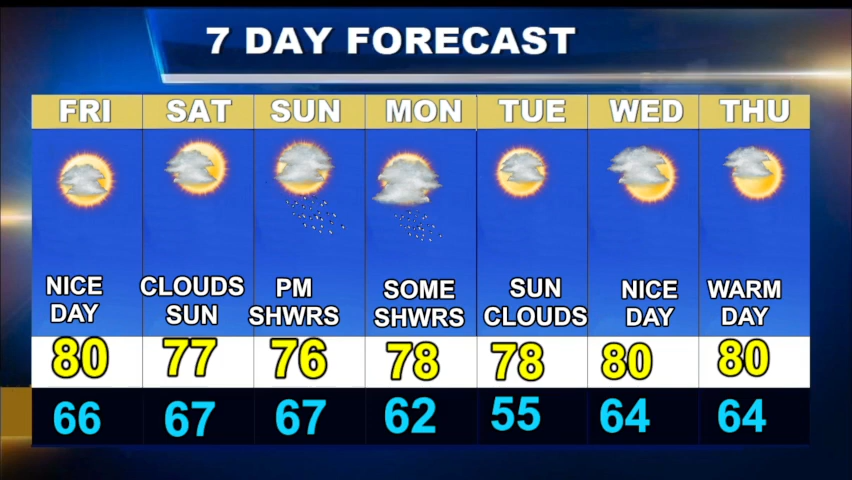 7 DAY FORECAST
FRI SAT SUN MON TUE WED THU
NICE DAY
CLOUDS SUN
PM SHWRS
SOME SHWRS
SUN CLOUDS
NICE DAY
WARM DAY
80 77 76 78 78 80 80
66 67 67 62 55 64 64